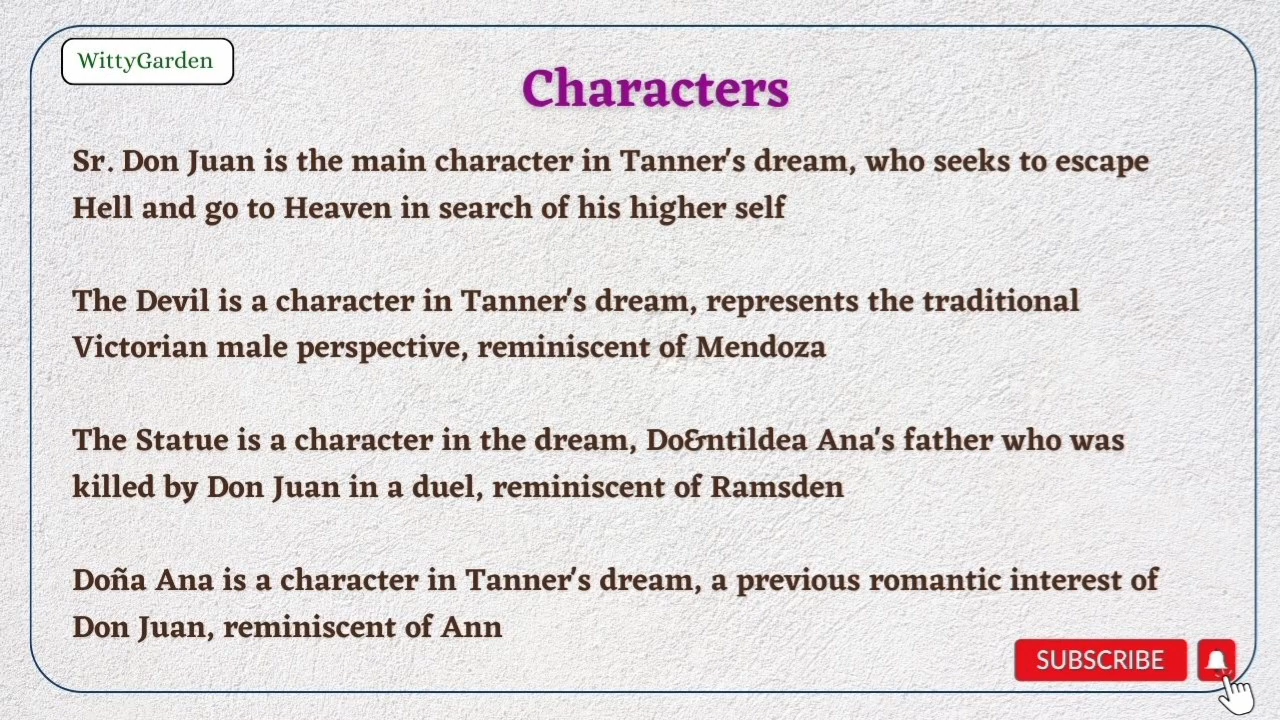 WittyGarden
Characters
Sr. Don Juan is the main character in Tanner's dream, who seeks to escape
Hell and go to Heaven in search of his higher self
The Devil is a character in Tanner's dream, represents the traditional
Victorian male perspective, reminiscent of Mendoza
The Statue is a character in the dream, Do&ntildea Ana's father who was
killed by Don Juan in a duel, reminiscent of Ramsden
Doña Ana is a character in Tanner's dream, a previous romantic interest of
Don Juan, reminiscent of Ann
SUBSCRIBE